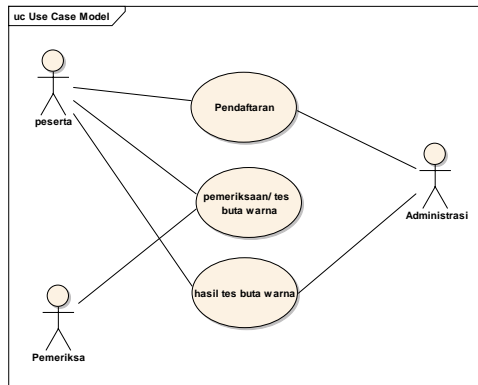 uc Use Case Model
peserta
Pendaftaran
pemeriksaan/ tes
buta warna
Administrasi
hasil tes buta warna
Pemeriksa